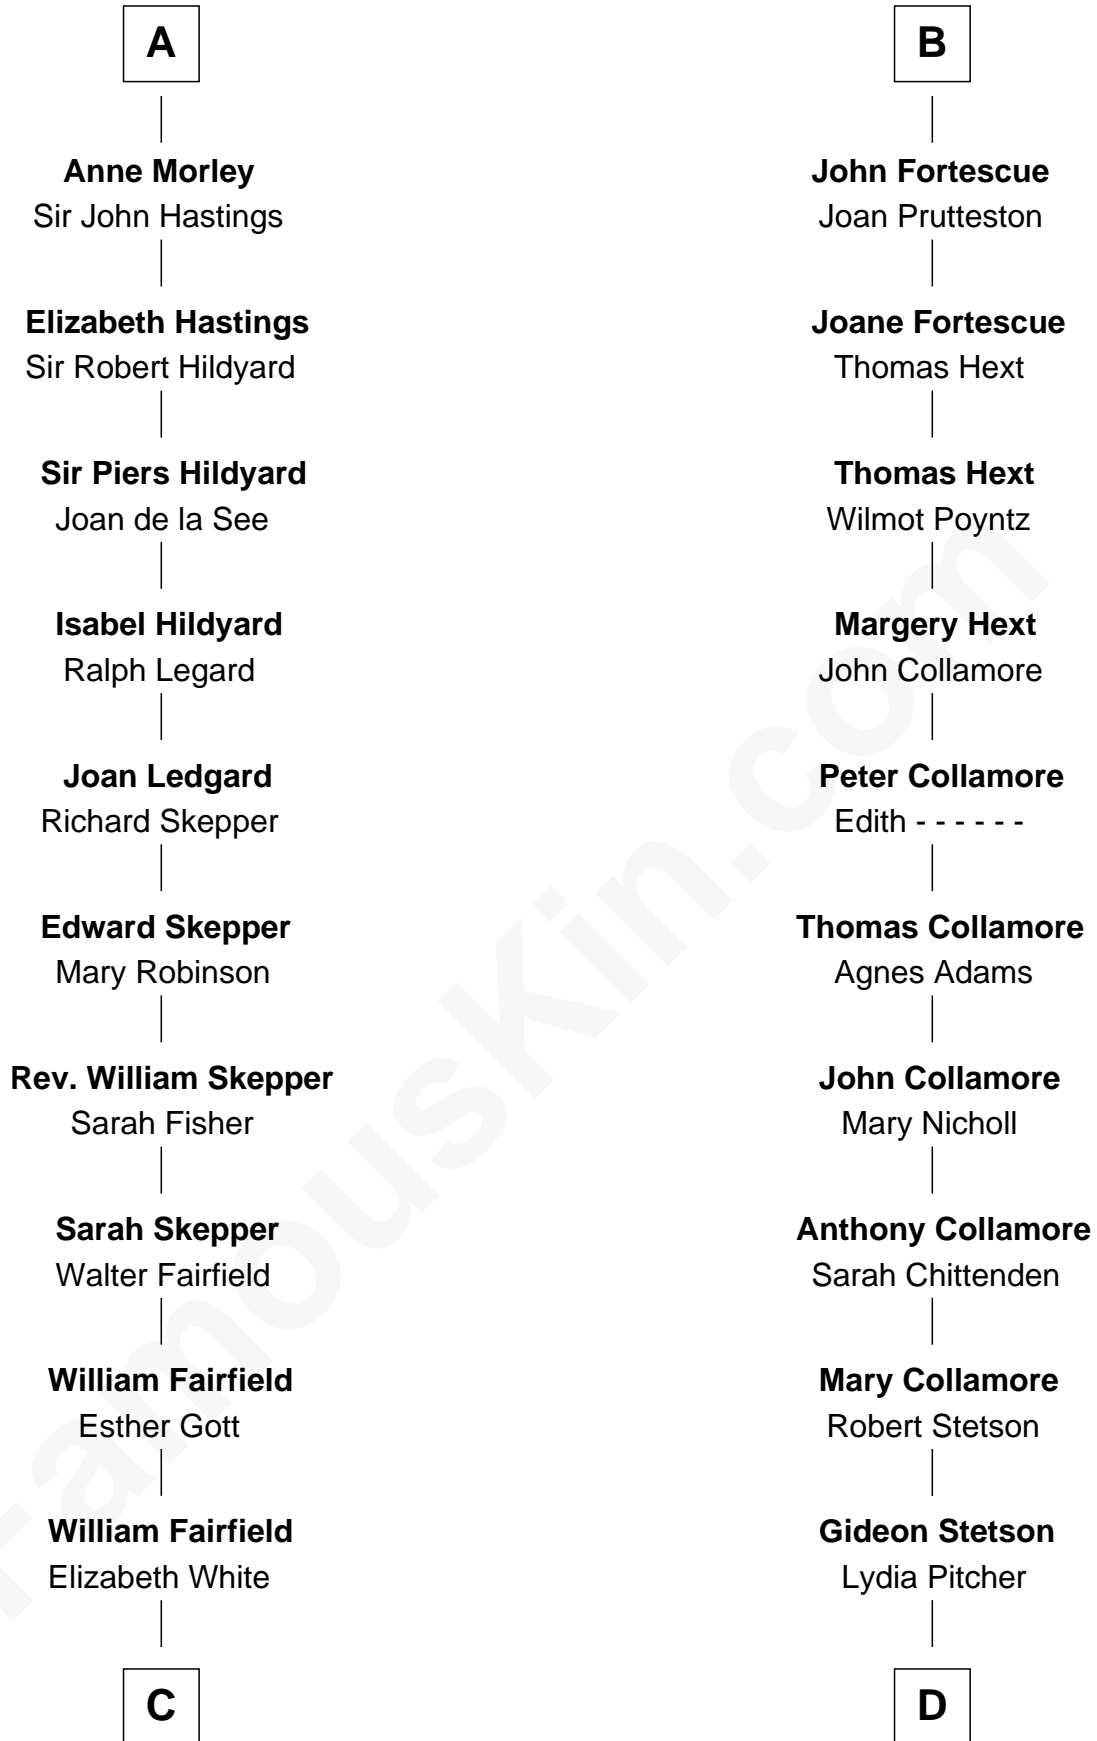 A
Anne Morley
Sir John Hastings
Elizabeth Hastings
Sir Robert Hildyard
Sir Piers Hildyard
Joan de la See
Isabel Hildyard
Ralph Legard
Joan Ledgard
Richard Skepper
Edward Skepper
Mary Robinson
Rev. William Skepper
Sarah Fisher
Sarah Skepper
Walter Fairfield
William Fairfield
Esther Gott
William Fairfield
Elizabeth White
C
B
John Fortescue
Joan Prutteston
Joane Fortescue
Thomas Hext
Thomas Hext
Wilmot Poyntz
Margery Hext
John Collamore
Peter Collamore
Edith - - - - - -
Thomas Collamore
Agnes Adams
John Collamore
Mary Nicholl
Anthony Collamore
Sarah Chittenden
Mary Collamore
Robert Stetson
Gideon Stetson
Lydia Pitcher
D
FamousKin.com